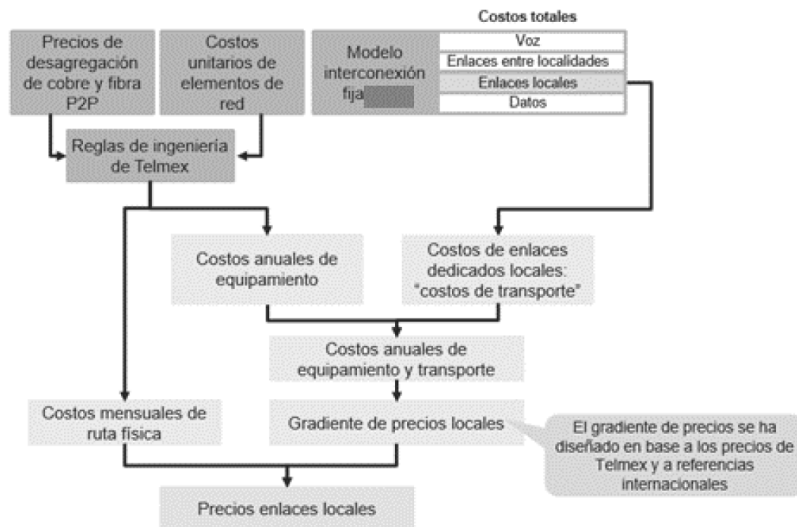 Costos totales
Precios de
desagregación
de cobre y fibra
P2P
Costos
unitarios de
elementos de
red
Modelo
interconexión
fija
Voz
Enlaces entre localidades
Enlaces locales
Datos
Reglas de ingeniería
de Telmex
Costos anuales de
equipamiento
Costos de enlaces
dedicados locales:
"costos de transporte"
Costos anuales de
equipamiento y transporte
Costos mensuales de
ruta física
Gradiente de precios locales
El gradiente de precios se ha
diseñado en base a los precios de
Telmex y a referencias
internacionales
Precios enlaces locales